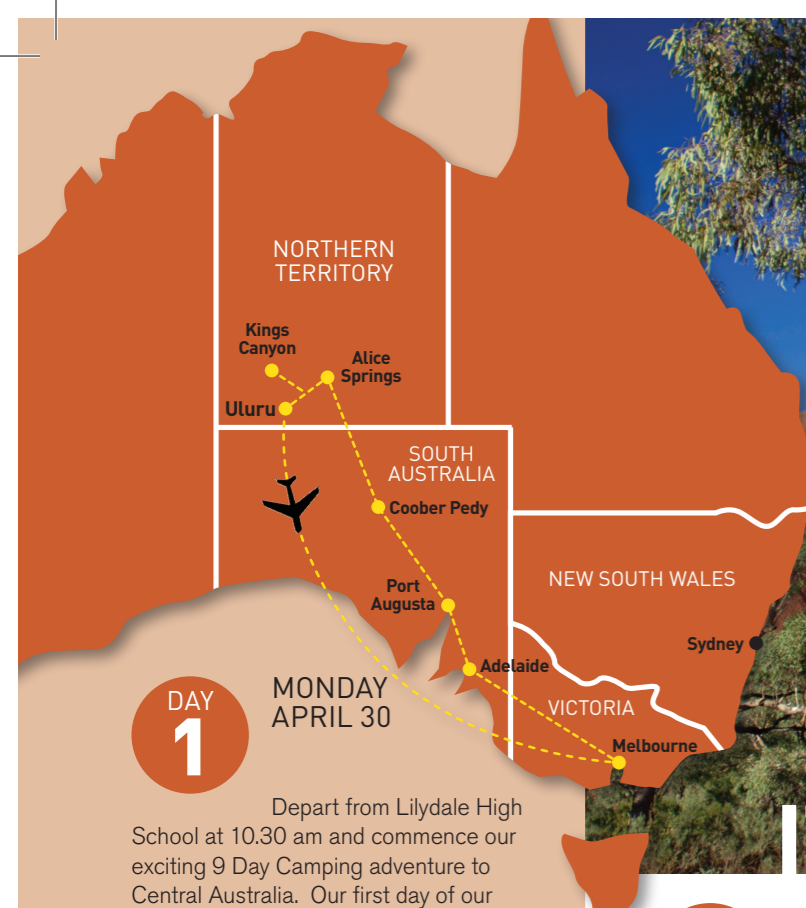 NORTHERN
TERRITORY
Kings
Canyon
Alice
Springs
Uluru
SOUTH
AUSTRALIA
Coober Pedy
NEW SOUTH WALES
Port
Augusta
Sydney
Adelaide
VICTORIA
Melbourne
DAY
1
MONDAY
APRIL 30
Depart from Lilydale High
School at 10.30 am and commence our
exciting 9 Day Camping adventure to
Central Australia.  Our first day of our